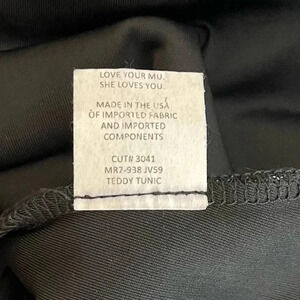 LOVE YOUR MU.
SHE LOVES YOU.
MADE IN THE USA
OF IMPORTED FABRIC
AND IMPORTED
COMPONENTS
CUT# 3041
MR7-938 JV59
TEDDY TUNIC